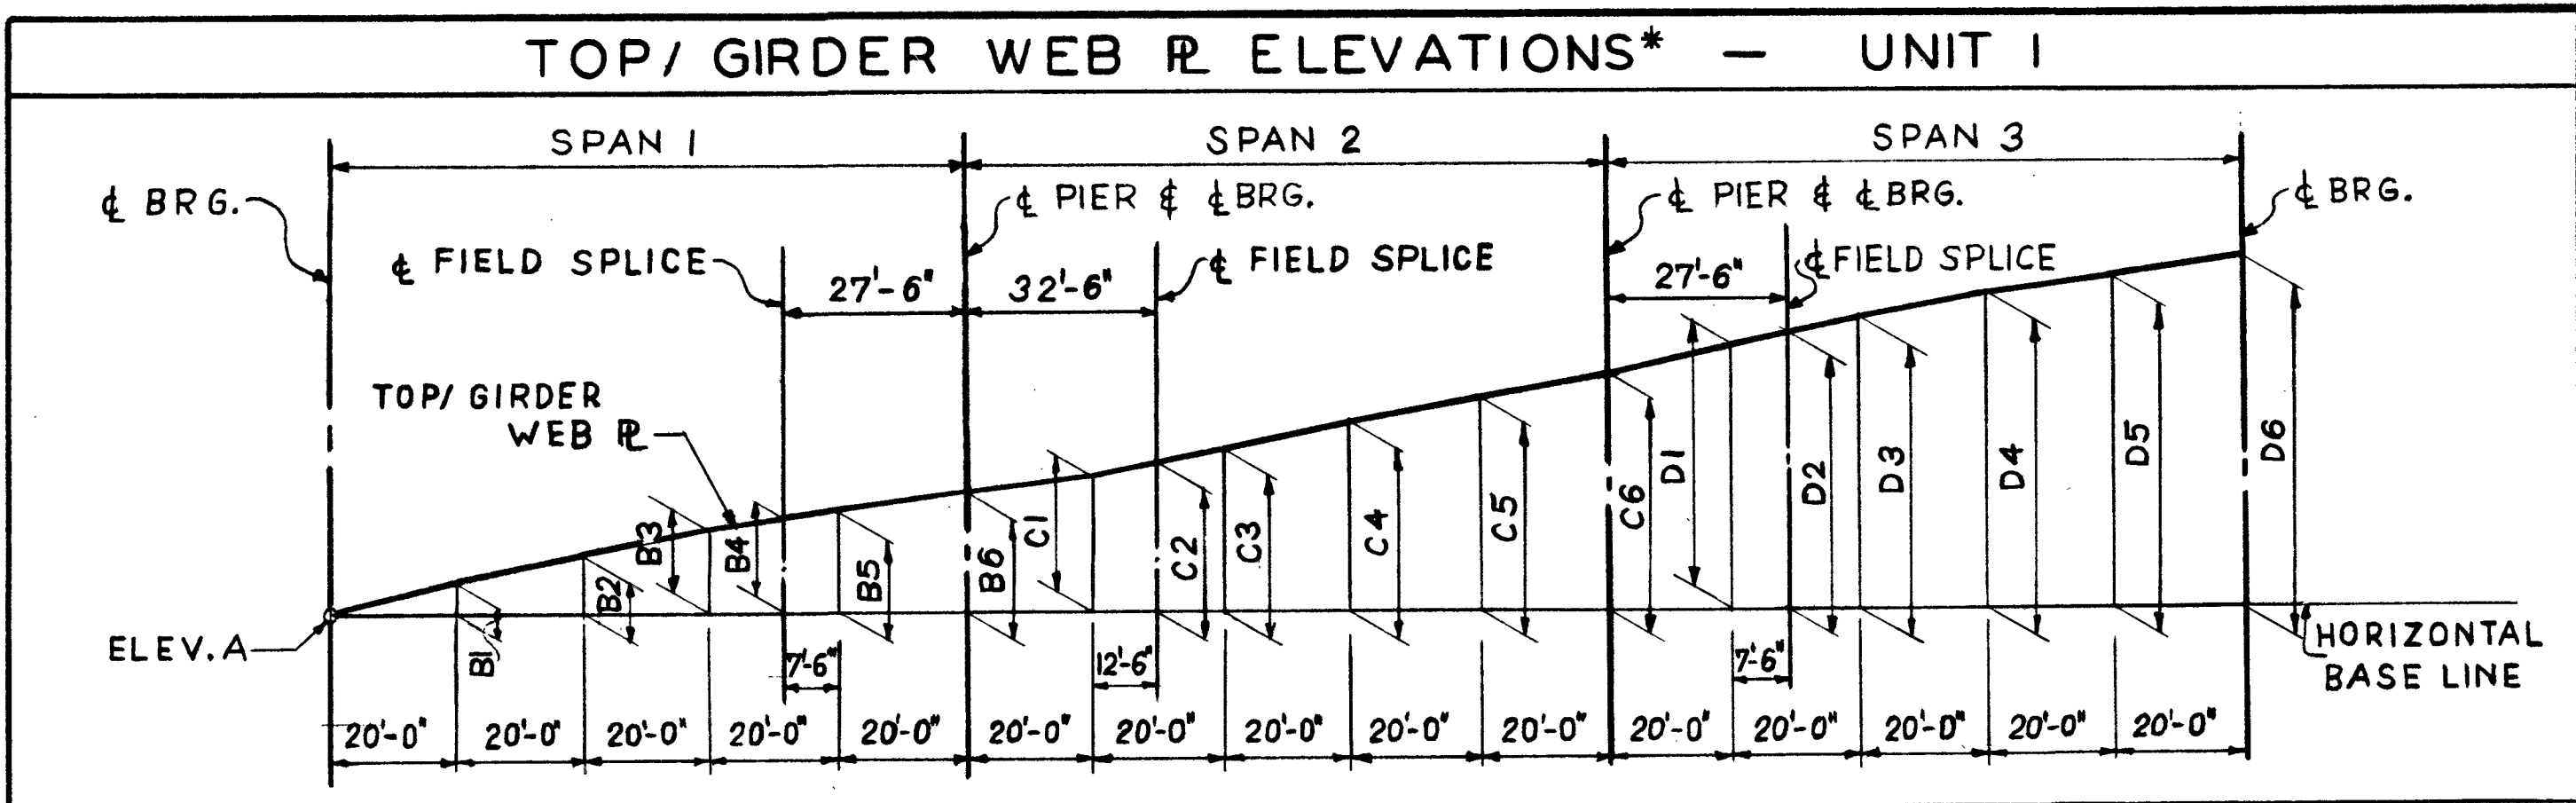 TOP/ GIRDER WEB ⅊ ELEVATIONS* — UNIT 1
SPAN 1
SPAN 2
SPAN 3
℄ BRG.
℄ PIER & ℄ BRG.
℄ PIER & ℄ BRG.
℄ BRG.
℄ FIELD SPLICE
℄ FIELD SPLICE
℄ FIELD SPLICE
27'-6"
32'-6"
27'-6"
TOP/ GIRDER
WEB ⅊
B1
B2
B3
B4
B5
B6
C1
C2
C3
C4
C5
C6
D1
D2
D3
D4
D5
D6
ELEV. A
HORIZONTAL
BASE LINE
7'-6"
12'-6"
7'-6"
20'-0" 20'-0" 20'-0" 20'-0" 20'-0" 20'-0" 20'-0" 20'-0" 20'-0" 20'-0" 20'-0" 20'-0" 20'-0" 20'-0" 20'-0"